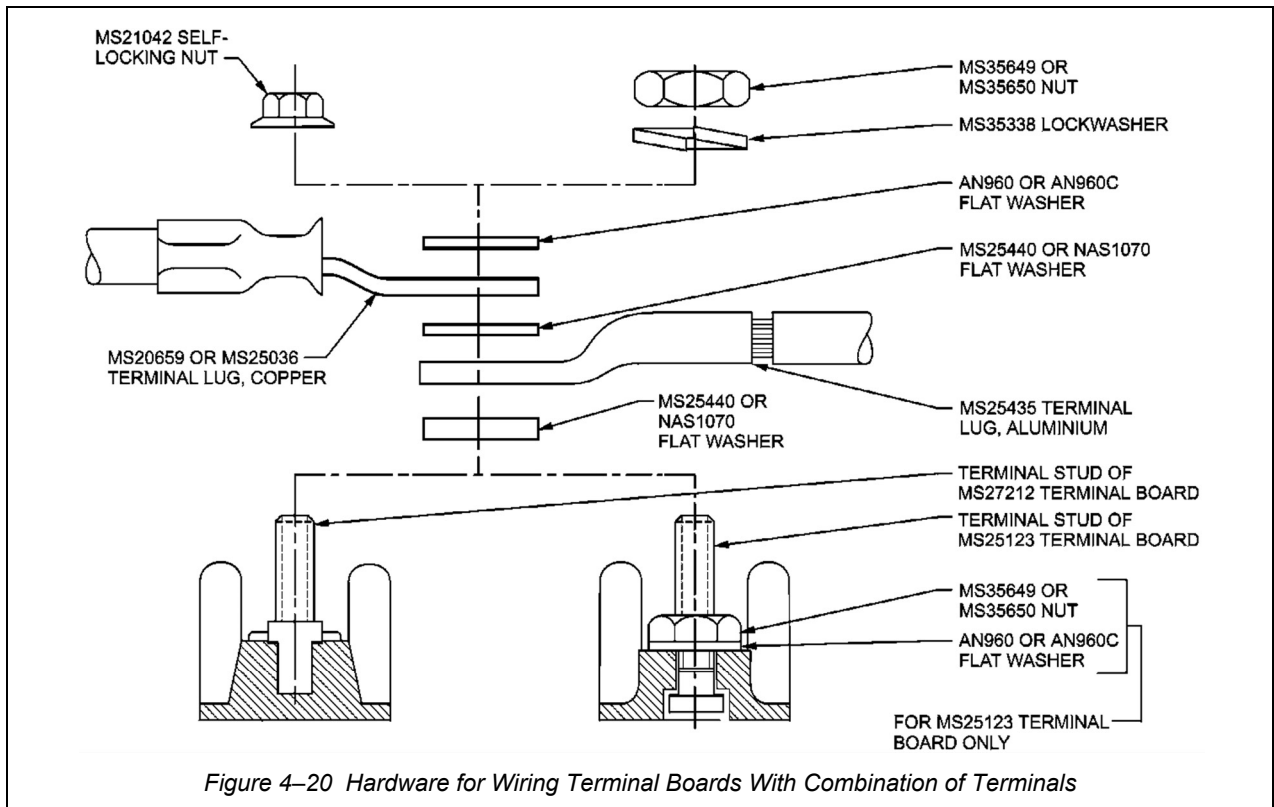 MS21042 SELF-
LOCKING NUT
MS35649 OR
MS35650 NUT
MS35338 LOCKWASHER
AN960 OR AN960C
FLAT WASHER
MS25440 OR NAS1070
FLAT WASHER
MS20659 OR MS25036
TERMINAL LUG, COPPER
MS25440 OR
NAS1070
FLAT WASHER
MS25435 TERMINAL
LUG, ALUMINIUM
TERMINAL STUD OF
MS27212 TERMINAL BOARD
TERMINAL STUD OF
MS25123 TERMINAL BOARD
MS35649 OR
MS35650 NUT
AN960 OR AN960C
FLAT WASHER
FOR MS25123 TERMINAL
BOARD ONLY
Figure 4–20 Hardware for Wiring Terminal Boards With Combination of Terminals